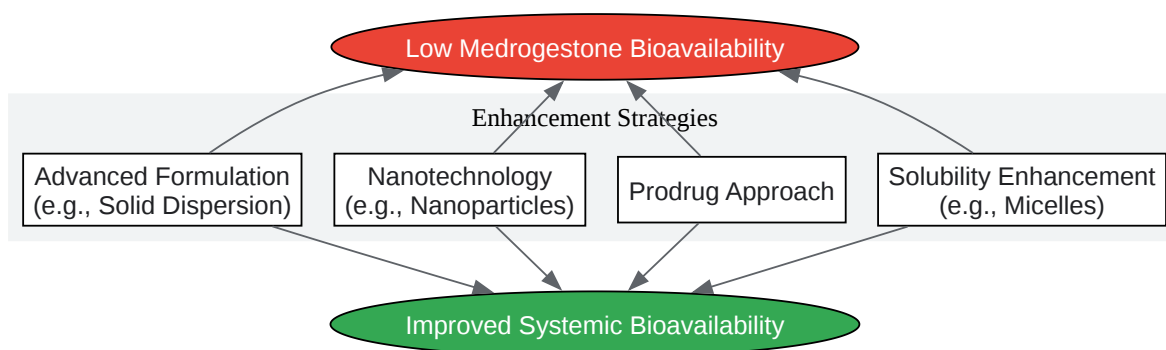 Low Medrogestone Bioavailability
Enhancement Strategies
Advanced Formulation
(e.g., Solid Dispersion)
Nanotechnology
(e.g., Nanoparticles)
Prodrug Approach
Solubility Enhancement
(e.g., Micelles)
Improved Systemic Bioavailability